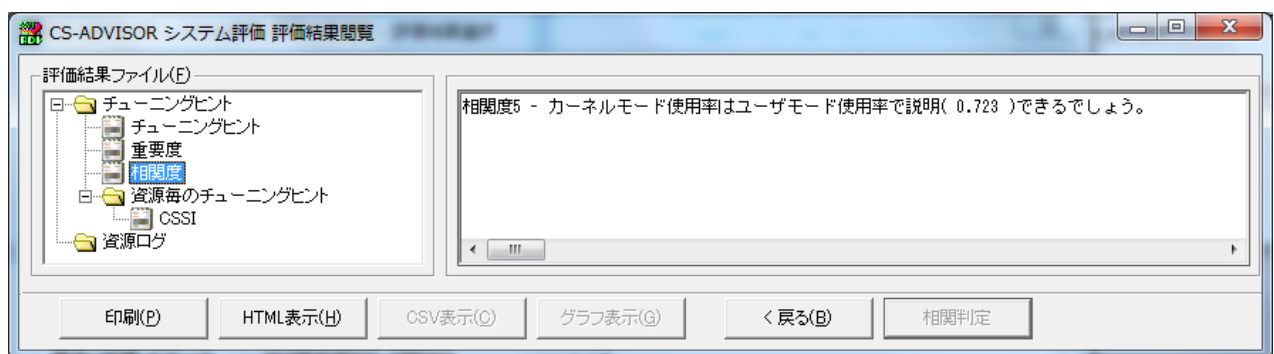 CS-ADVISOR システム評価 評価結果閲覧
評価結果ファイル(F)
チューニングヒント
チューニングヒント
重要度
相関度
資源毎のチューニングヒント
CSSI
資源ログ
相関度5 - カーネルモード使用率はユーザモード使用率で説明( 0.723 )できるでしょう。
印刷(P)
HTML表示(H)
CSV表示(C)
グラフ表示(G)
< 戻る(B)
相関判定